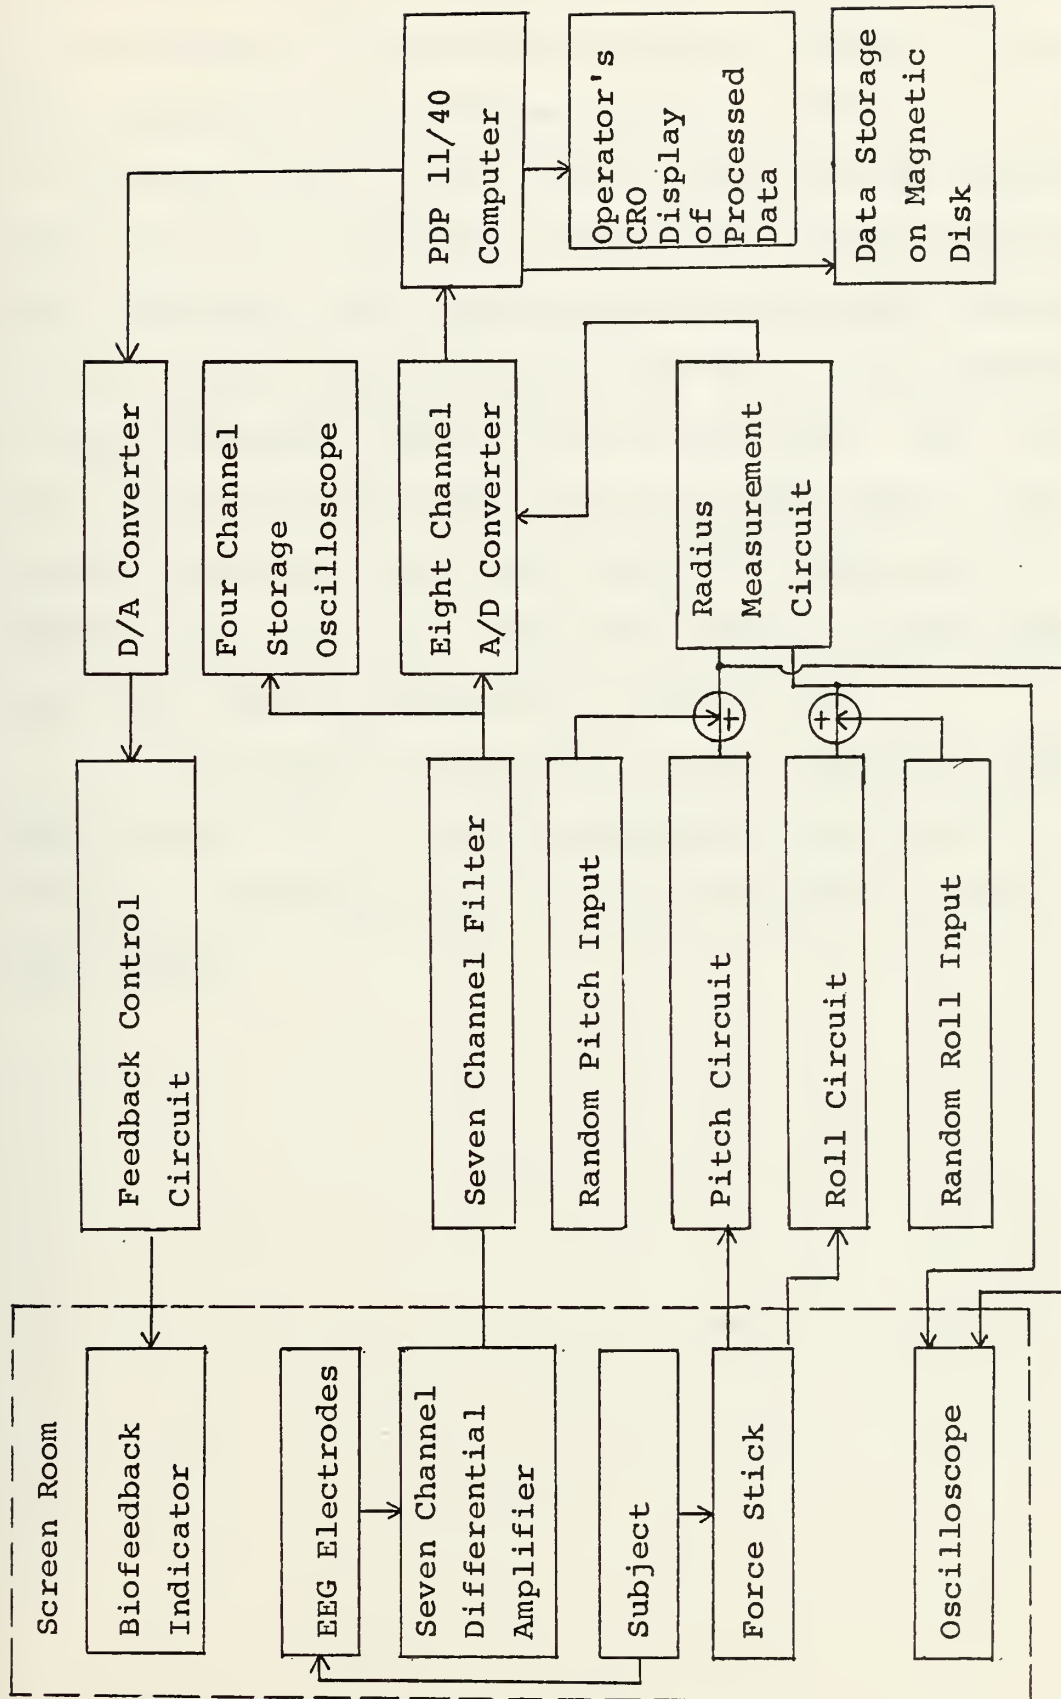 Screen Room
Biofeedback
Indicator
EEG Electrodes
Seven Channel
Differential
Amplifier
Subject
Force Stick
Oscilloscope
Feedback Control
Circuit
Seven Channel Filter
Random Pitch Input
Pitch Circuit
Roll Circuit
Random Roll Input
+
+
D/A Converter
Four Channel
Storage
Oscilloscope
Eight Channel
A/D Converter
Radius
Measurement
Circuit
PDP 11/40
Computer
Operator's
CRO
Display
of
Processed
Data
Data Storage
on Magnetic
Disk